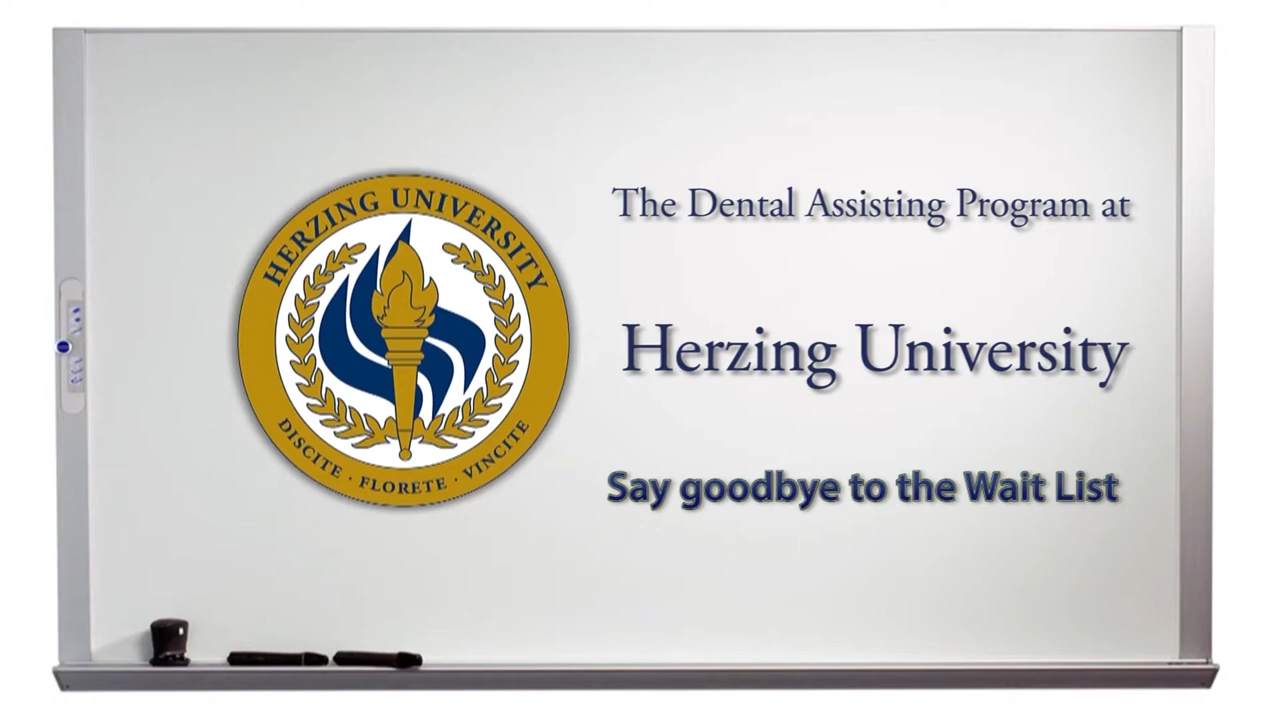 HERZING UNIVERSITY
DISCITE · FLORETE · VINCITE
The Dental Assisting Program at
Herzing University
Say goodbye to the Wait List